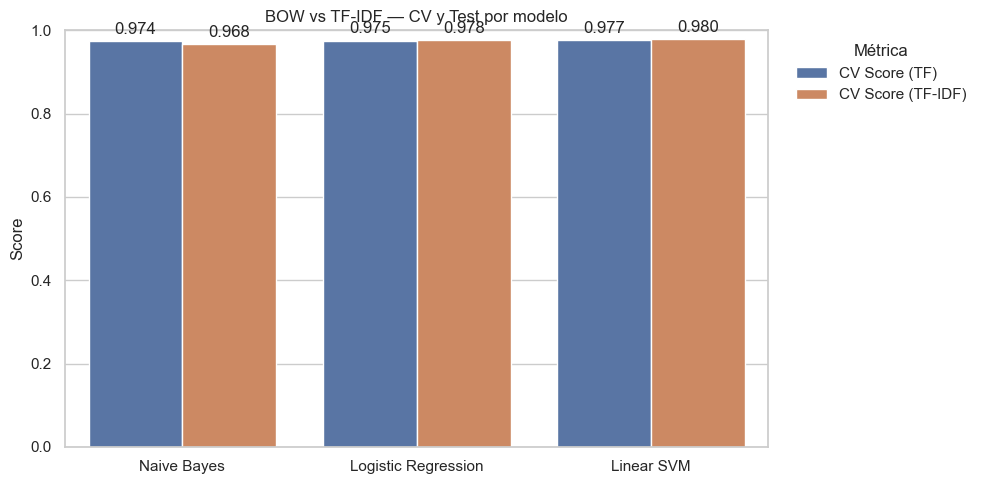 BOW vs TF-IDF — CV y Test por modelo
Métrica
CV Score (TF)
CV Score (TF-IDF)
Score
1.0
0.8
0.6
0.4
0.2
0.0
0.974
0.968
0.975
0.978
0.977
0.980
Naive Bayes
Logistic Regression
Linear SVM